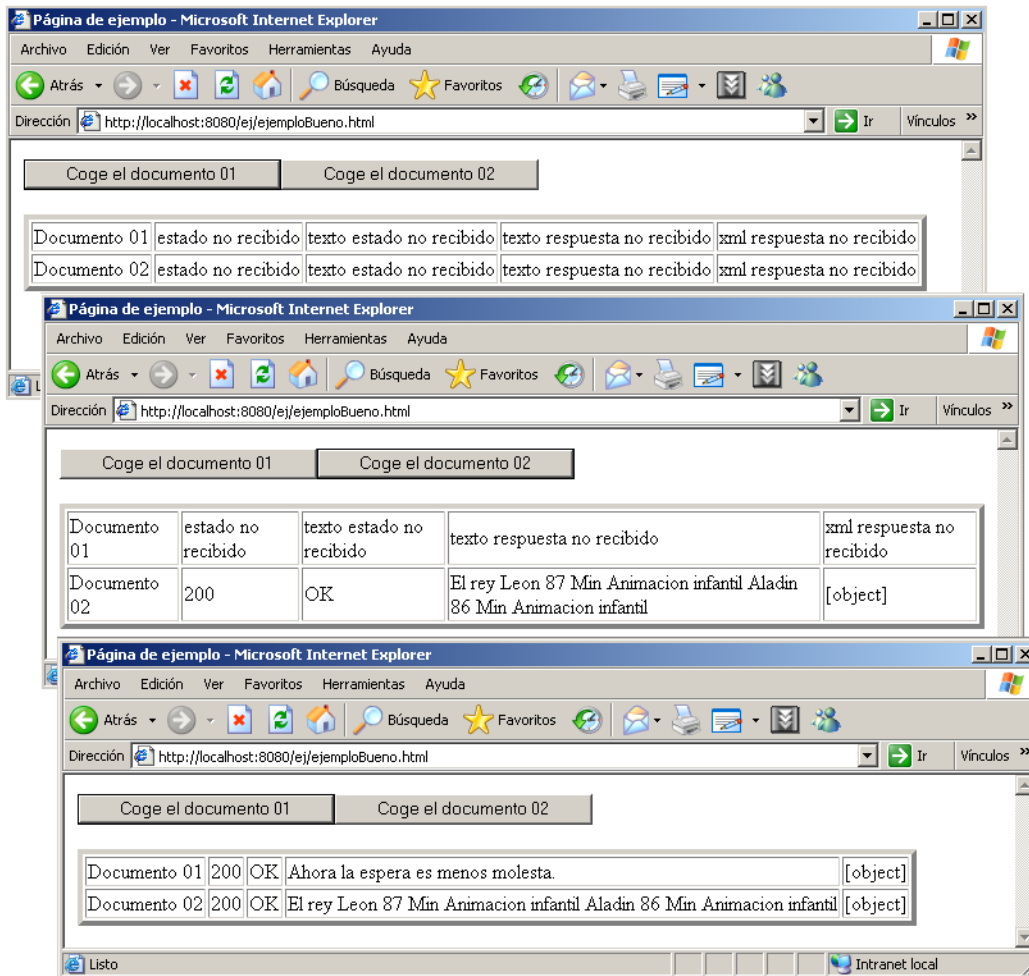 Página de ejemplo - Microsoft Internet Explorer
Archivo Edición Ver Favoritos Herramientas Ayuda
Atrás Búsqueda Favoritos
Dirección http://localhost:8080/ej/ejemploBueno.html Ir Vínculos »
Coge el documento 01 Coge el documento 02
Documento 01 estado no recibido texto estado no recibido texto respuesta no recibido xml respuesta no recibido
Documento 02 estado no recibido texto estado no recibido texto respuesta no recibido xml respuesta no recibido
Página de ejemplo - Microsoft Internet Explorer
Archivo Edición Ver Favoritos Herramientas Ayuda
Atrás Búsqueda Favoritos
Dirección http://localhost:8080/ej/ejemploBueno.html Ir Vínculos »
Coge el documento 01 Coge el documento 02
Documento 01 estado no recibido texto estado no recibido texto respuesta no recibido xml respuesta no recibido
Documento 02 200 OK El rey Leon 87 Min Animacion infantil Aladin 86 Min Animacion infantil [object]
Página de ejemplo - Microsoft Internet Explorer
Archivo Edición Ver Favoritos Herramientas Ayuda
Atrás Búsqueda Favoritos
Dirección http://localhost:8080/ej/ejemploBueno.html Ir Vínculos »
Coge el documento 01 Coge el documento 02
Documento 01 200 OK Ahora la espera es menos molesta. [object]
Documento 02 200 OK El rey Leon 87 Min Animacion infantil Aladin 86 Min Animacion infantil [object]
Listo Intranet local